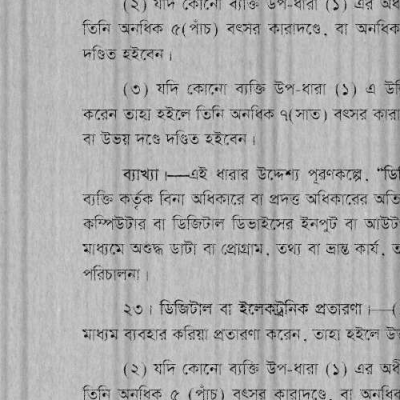 (২) যদি কোনো ব্যক্তি উপ-ধারা (১) এর
তিনি অনধিক ৫(পাঁচ) বৎসর কারাদণ্ডে, বা অনধিক
দণ্ডিত হইবেন।
(৩) যদি কোনো ব্যক্তি উপ-ধারা (১) এ
করেন তাহা হইলে তিনি অনধিক ৭(সাত) বৎসর
বা উভয় দণ্ডে দণ্ডিত হইবেন।
ব্যাখ্যা।—এই ধারার উদ্দেশ্য পূরণকল্পে,
ব্যক্তি কর্তৃক বিনা অধিকারে বা প্রদত্ত অধিকারের
কম্পিউটার বা ডিজিটাল ডিভাইসের ইনপুট বা
মাধ্যমে অশুদ্ধ ডাটা বা প্রোগ্রাম, তথ্য বা ভ্রান্ত কার্য,
পরিচালনা।
২৩। ডিজিটাল বা ইলেকট্রনিক প্রতারণা।—(
মাধ্যম ব্যবহার করিয়া প্রতারণা করেন, তাহা হইলে
(২) যদি কোনো ব্যক্তি উপ-ধারা (১) এর
তিনি অনধিক ৫ (পাঁচ) বৎসর কারাদণ্ডে, বা